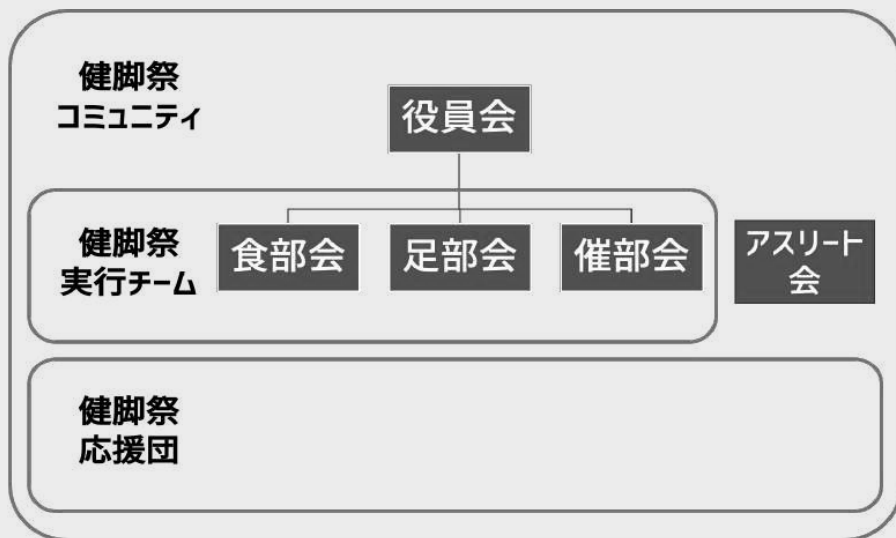 健脚祭
コミュニティ
役員会
健脚祭
実行チーム
食部会
足部会
催部会
アスリート
会
健脚祭
応援団